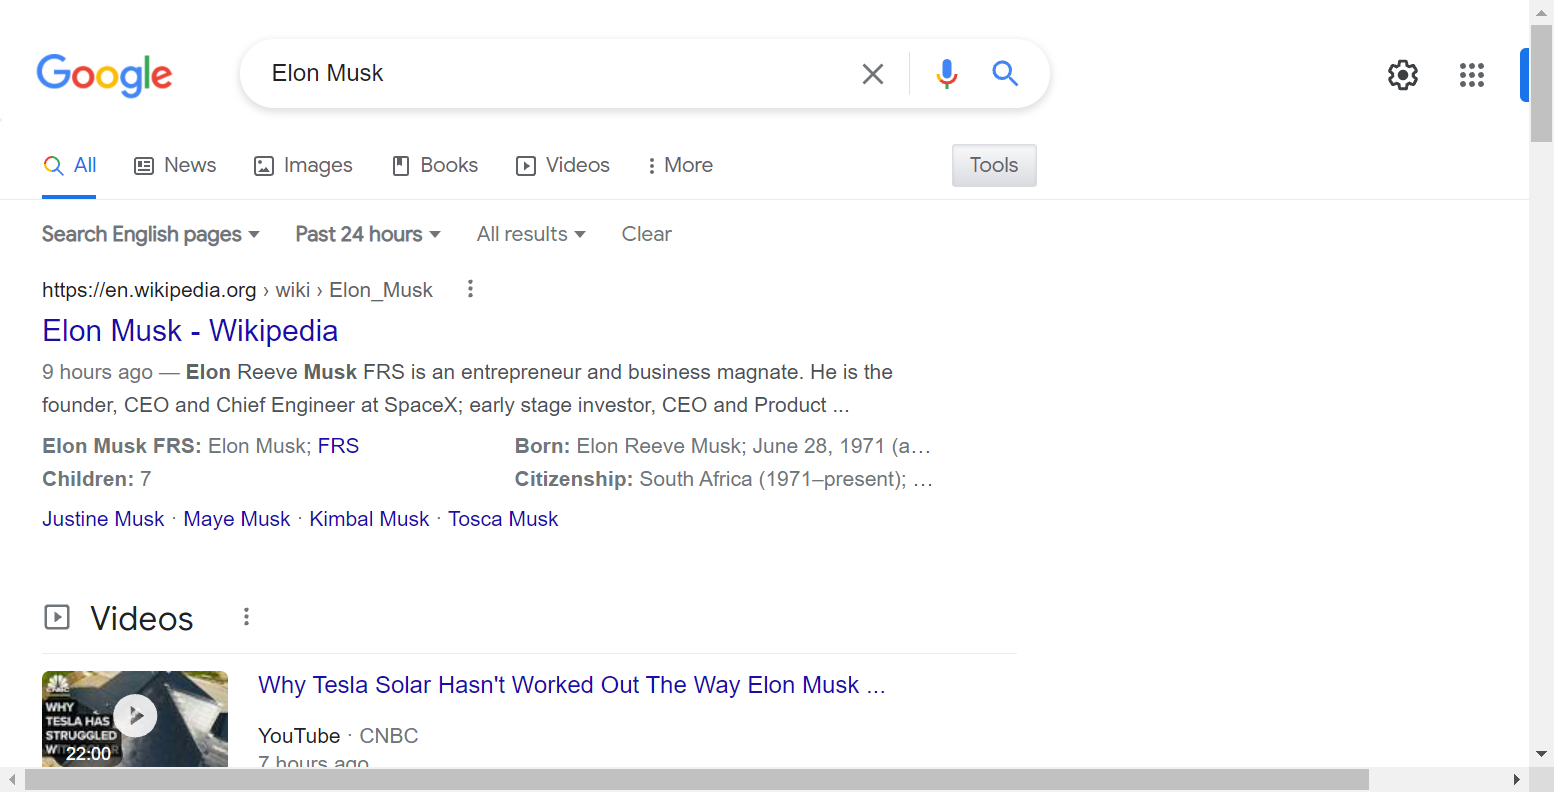 Google
Elon Musk
All
News
Images
Books
Videos
More
Tools
Search English pages
Past 24 hours
All results
Clear
https://en.wikipedia.org › wiki › Elon_Musk
Elon Musk - Wikipedia
9 hours ago — Elon Reeve Musk FRS is an entrepreneur and business magnate. He is the
founder, CEO and Chief Engineer at SpaceX; early stage investor, CEO and Product ...
Elon Musk FRS: Elon Musk; FRS
Born: Elon Reeve Musk; June 28, 1971 (a…
Children: 7
Citizenship: South Africa (1971–present); …
Justine Musk · Maye Musk · Kimbal Musk · Tosca Musk
Videos
Why Tesla Solar Hasn't Worked Out The Way Elon Musk ...
CNBC
WHY
TESLA HAS
STRUGGLED
22:00
YouTube · CNBC
7 hours ago